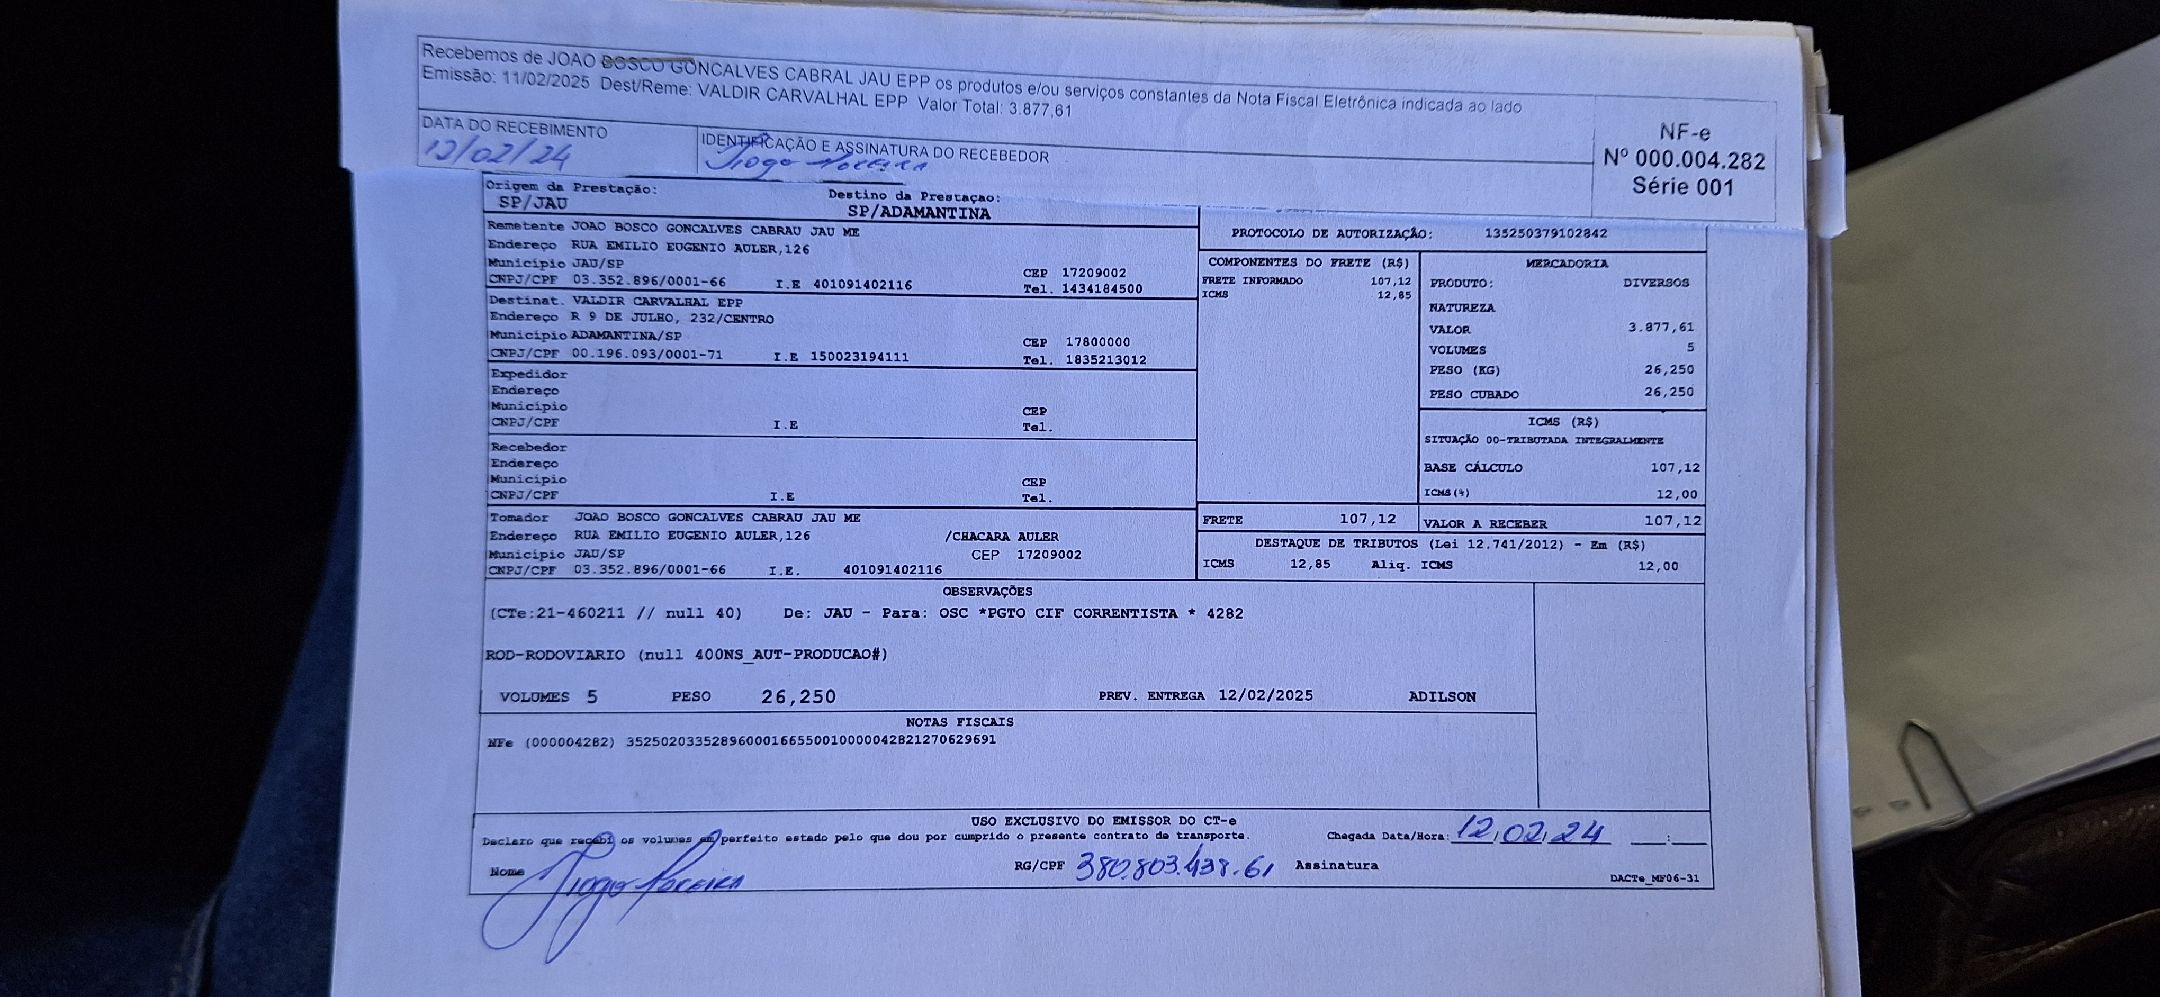 Recebemos de JOAO BOSCO GONCALVES CABRAL JAU EPP os produtos e/ou serviços constantes da Nota Fiscal Eletrônica indicada ao lado
Emissão: 11/02/2025 Dest/Reme: VALDIR CARVALHAL EPP Valor Total: 3.877,61
DATA DO RECEBIMENTO
12/02/24
IDENTIFICAÇÃO E ASSINATURA DO RECEBEDOR
Tiogo Moreira
NF-e
Nº 000.004.282
Série 001
Origem da Prestação:
SP/JAU
Destino da Prestação:
SP/ADAMANTINA
Remetente JOAO BOSCO GONCALVES CABRAU JAU ME
Endereço RUA EMILIO EUGENIO AULER,126
Município JAU/SP
CEP 17209002
CNPJ/CPF 03.352.896/0001-66 I.E 401091402116 Tel. 1434184500
Destinat. VALDIR CARVALHAL EPP
Endereço R 9 DE JULHO, 232/CENTRO
Município ADAMANTINA/SP
CEP 17800000
CNPJ/CPF 00.196.093/0001-71 I.E 150023194111 Tel. 1835213012
Expedidor
Endereço
Município CEP
CNPJ/CPF I.E Tel.
Recebedor
Endereço
Município CEP
CNPJ/CPF I.E Tel.
Tomador JOAO BOSCO GONCALVES CABRAU JAU ME
Endereço RUA EMILIO EUGENIO AULER,126 /CHACARA AULER
Município JAU/SP CEP 17209002
CNPJ/CPF 03.352.896/0001-66 I.E. 401091402116
PROTOCOLO DE AUTORIZAÇÃO: 135250379102842
COMPONENTES DO FRETE (R$)
FRETE INFORMADO 107,12
ICMS 12,85
MERCADORIA
PRODUTO: DIVERSOS
NATUREZA
VALOR 3.877,61
VOLUMES 5
PESO (KG) 26,250
PESO CUBADO 26,250
ICMS (R$)
SITUAÇÃO 00-TRIBUTADA INTEGRALMENTE
BASE CÁLCULO 107,12
ICMS(%) 12,00
FRETE 107,12 VALOR A RECEBER 107,12
DESTAQUE DE TRIBUTOS (Lei 12.741/2012) - Em (R$)
ICMS 12,85 Aliq. ICMS 12,00
OBSERVAÇÕES
(CTe:21-460211 // null 40) De: JAU - Para: OSC *PGTO CIF CORRENTISTA * 4282
ROD-RODOVIARIO (null 400NS_AUT-PRODUCAO#)
VOLUMES 5 PESO 26,250 PREV. ENTREGA 12/02/2025 ADILSON
NOTAS FISCAIS
NFe (000004282) 35250203352896000166550010000042821270629691
USO EXCLUSIVO DO EMISSOR DO CT-e
Declaro que recebi os volumes em perfeito estado pelo que dou por cumprido o presente contrato de transporte. Chegada Data/Hora: 12/02/24 :
Nome Tiogo Moreira RG/CPF 380.803.438.61 Assinatura
DACTe_MF06-31